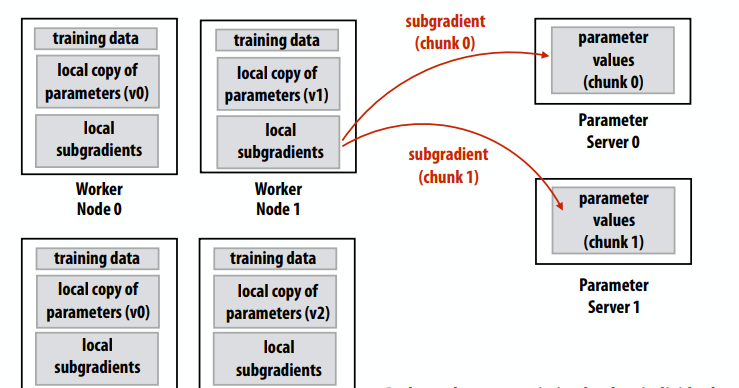 training data
local copy of
parameters (v0)
local
subgradients
Worker
Node 0
training data
local copy of
parameters (v1)
local
subgradients
Worker
Node 1
subgradient
(chunk 0)
subgradient
(chunk 1)
parameter
values
(chunk 0)
Parameter
Server 0
parameter
values
(chunk 1)
Parameter
Server 1
training data
local copy of
parameters (v0)
local
subgradients
training data
local copy of
parameters (v2)
local
subgradients